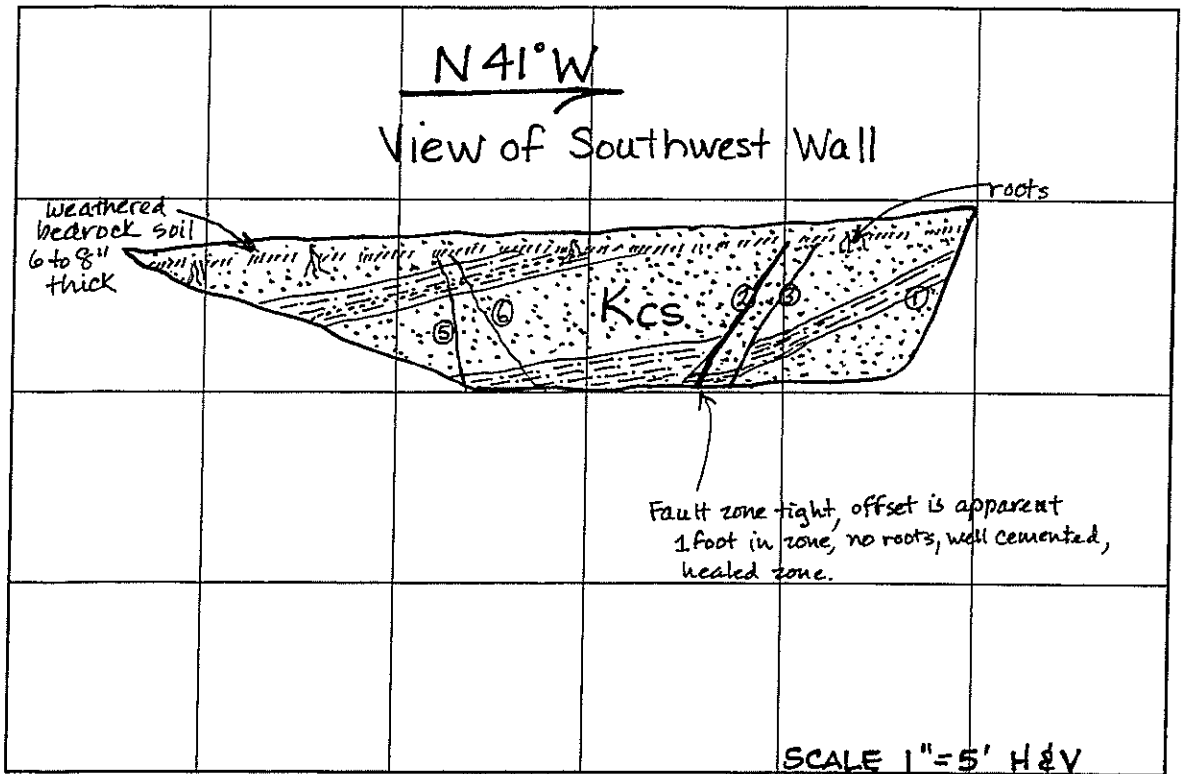 N 41° W
View of Southwest Wall
weathered
bedrock soil
6 to 8"
thick
roots
Kcs
② ③ ①
⑤ ⑥
Fault zone tight, offset is apparent
1 foot in zone, no roots, well cemented,
healed zone.
SCALE 1"=5' H & V